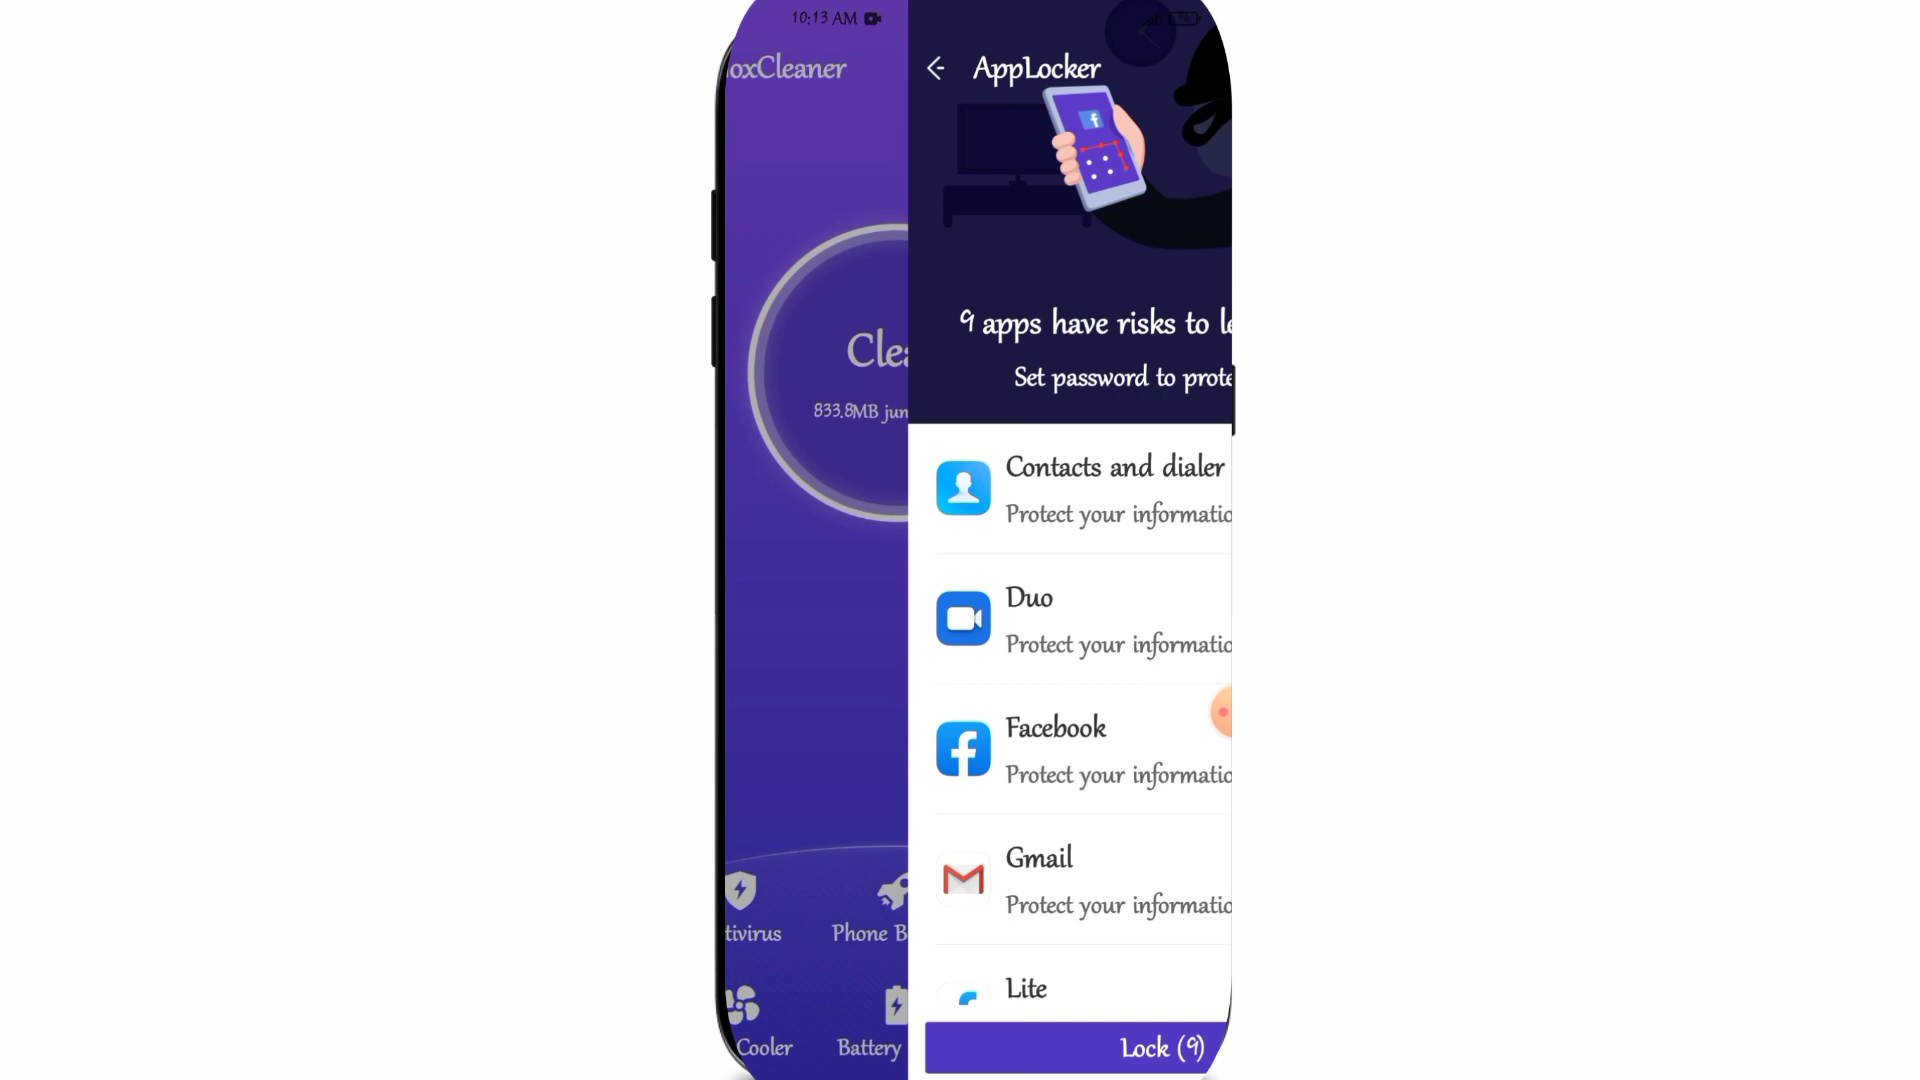 10:13 AM
oxCleaner
AppLocker
9 apps have risks to le
Set password to prote
Clea
833.8MB jun
Contacts and dialer
Protect your informatio
Duo
Protect your informatio
Facebook
Protect your informatio
Gmail
Protect your informatio
Lite
tivirus
Phone B
Cooler
Battery
Lock (9)